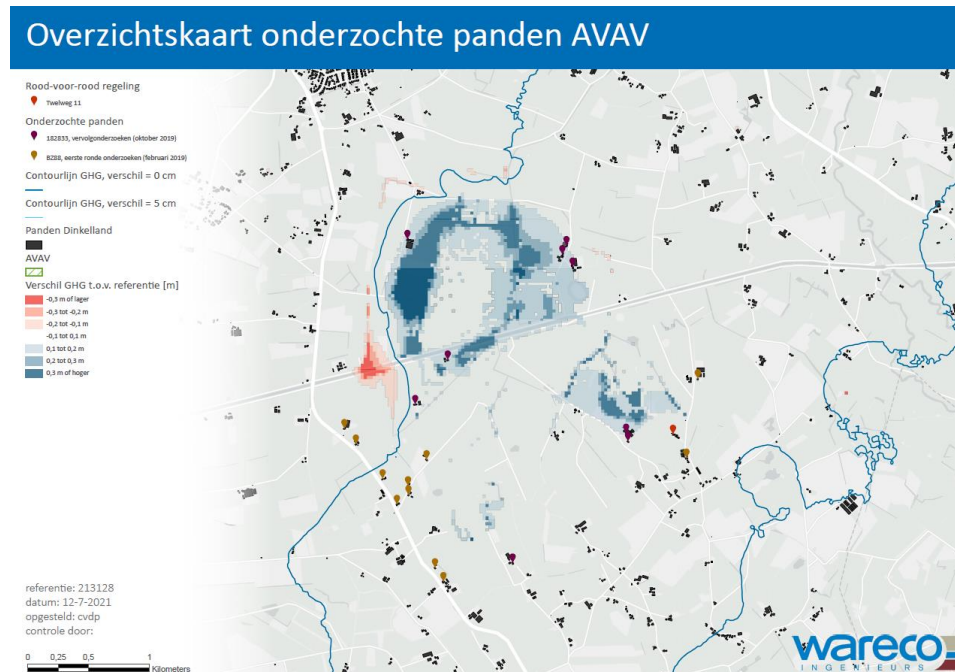 Overzichtskaart onderzochte panden AVAV
Rood-voor-rood regeling
Twelweg 11
Onderzochte panden
182833, vervolgonderzoeken (oktober 2019)
BZ88, eerste ronde onderzoeken (februari 2019)
Contourlijn GHG, verschil = 0 cm
Contourlijn GHG, verschil = 5 cm
Panden Dinkelland
AVAV
Verschil GHG t.o.v. referentie [m]
-0,3 m of lager
-0,3 tot -0,2 m
-0,2 tot -0,1 m
-0,1 tot 0,1 m
0,1 tot 0,2 m
0,2 tot 0,3 m
0,3 m of hoger
referentie: 213128
datum: 12-7-2021
opgesteld: cvdp
controle door:
0 0,25 0,5 1
Kilometers
wareco
INGENIEURS